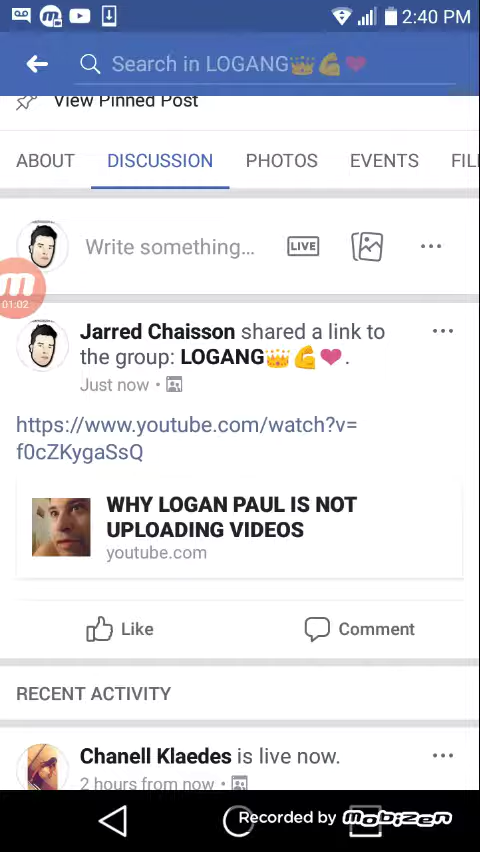 2:40 PM
Search in LOGANG👑💪❤
View Pinned Post
ABOUT DISCUSSION PHOTOS EVENTS FIL
Write something... LIVE
01:02
Jarred Chaisson shared a link to
the group: LOGANG👑💪❤.
Just now
https://www.youtube.com/watch?v=
f0cZKygaSsQ
WHY LOGAN PAUL IS NOT
UPLOADING VIDEOS
youtube.com
Like Comment
RECENT ACTIVITY
Chanell Klaedes is live now.
2 hours from now
Recorded by Mobizen